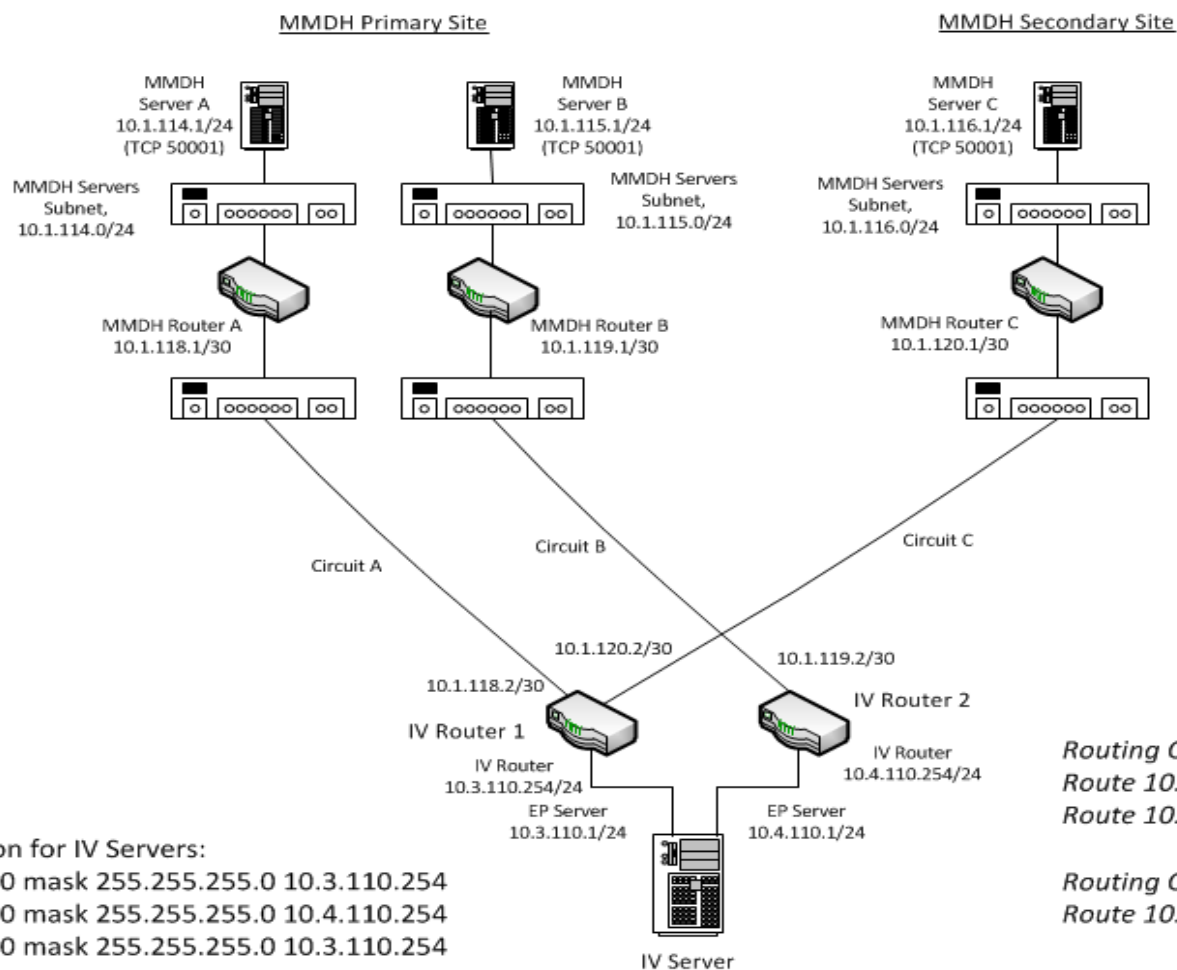 MMDH Primary Site
MMDH Secondary Site
MMDH
Server A
10.1.114.1/24
(TCP 50001)
MMDH
Server B
10.1.115.1/24
(TCP 50001)
MMDH
Server C
10.1.116.1/24
(TCP 50001)
MMDH Servers
Subnet,
10.1.114.0/24
MMDH Servers
Subnet,
10.1.115.0/24
MMDH Servers
Subnet,
10.1.116.0/24
MMDH Router A
10.1.118.1/30
MMDH Router B
10.1.119.1/30
MMDH Router C
10.1.120.1/30
Circuit A
Circuit B
Circuit C
10.1.120.2/30
10.1.119.2/30
10.1.118.2/30
IV Router 1
IV Router 2
IV Router
10.3.110.254/24
IV Router
10.4.110.254/24
EP Server
10.3.110.1/24
EP Server
10.4.110.1/24
IV Server
on for IV Servers:
0 mask 255.255.255.0 10.3.110.254
0 mask 255.255.255.0 10.4.110.254
0 mask 255.255.255.0 10.3.110.254
Routing
Route 10.
Route 10.
Routing
Route 10.